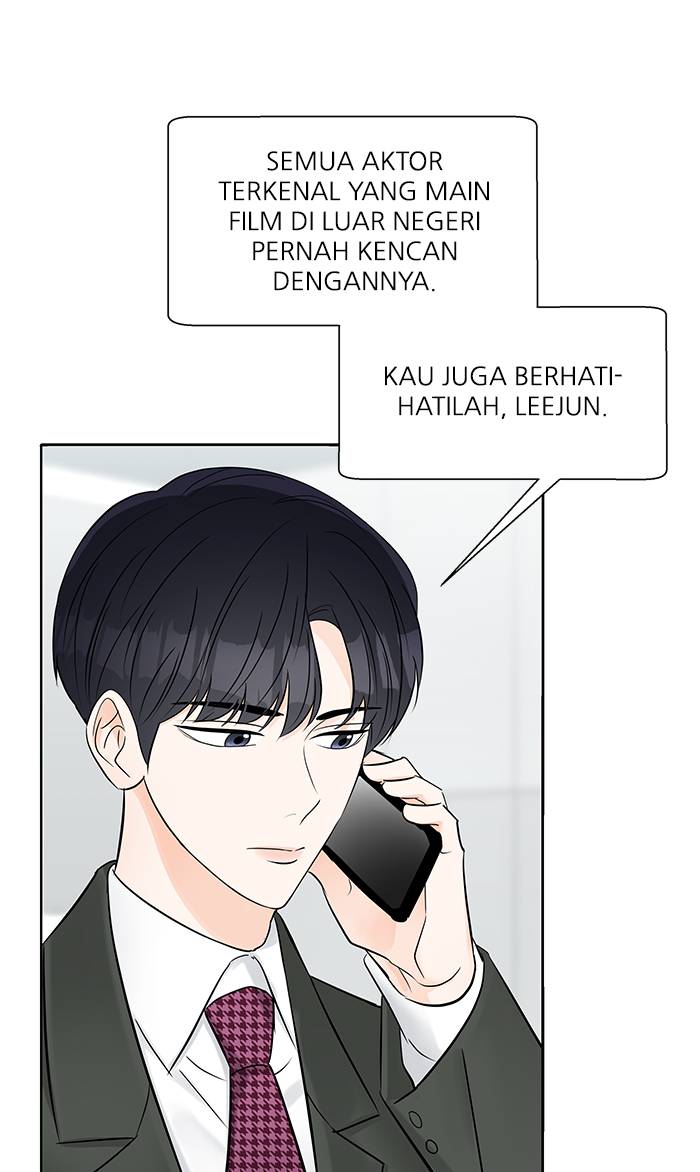 SEMUA AKTOR
TERKENAL YANG MAIN
FILM DI LUAR NEGERI
PERNAH KENCAN
DENGANNYA.
KAU JUGA BERHATI-
HATILAH, LEEJUN.